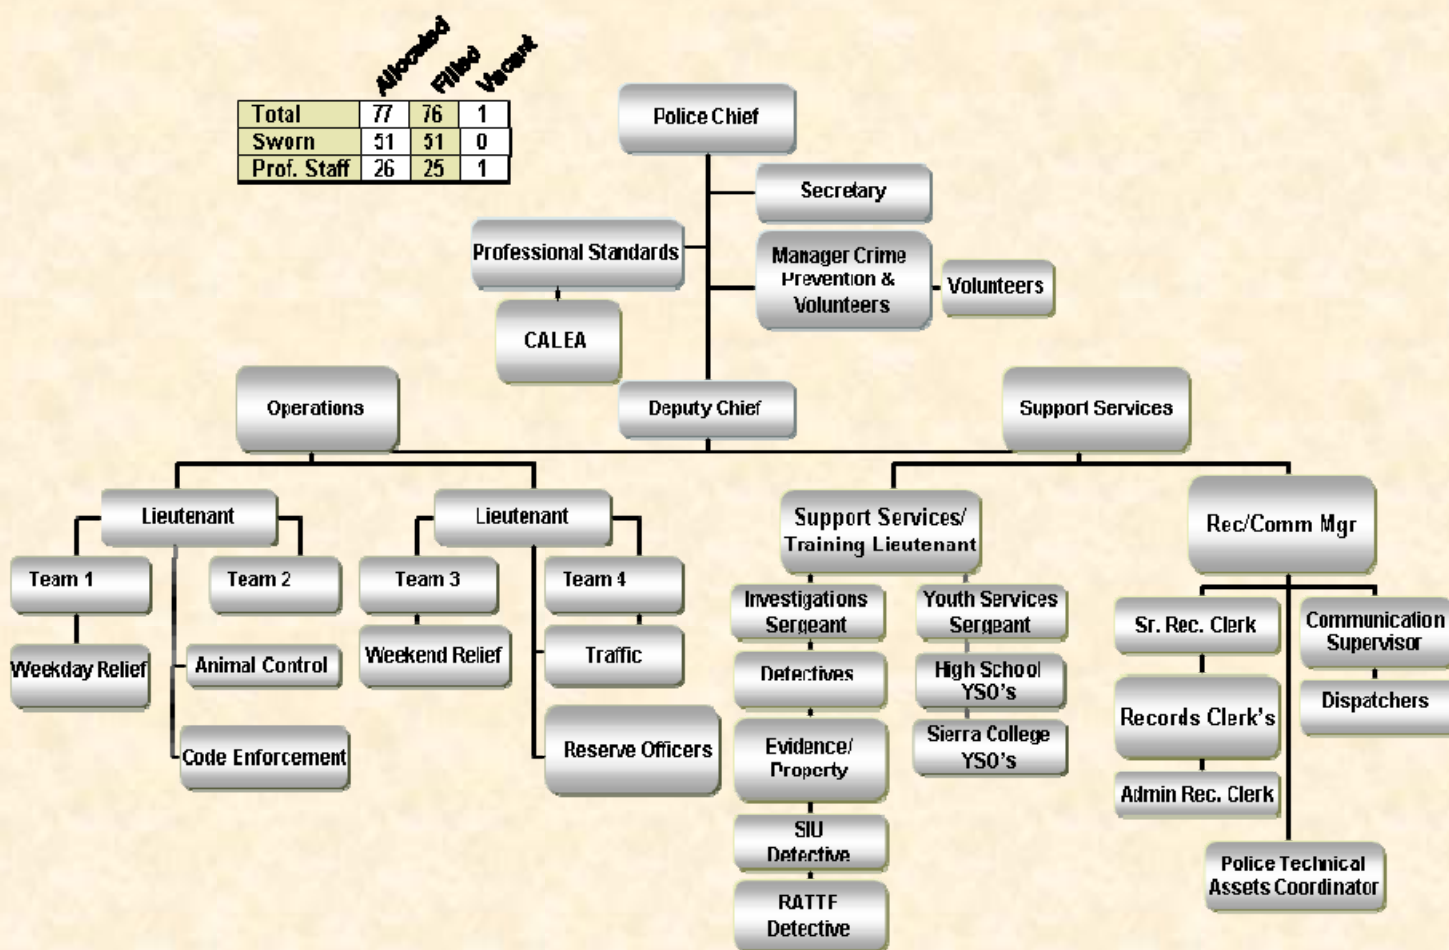 Allocated
Filled
Vacant
Total 77 76 1
Sworn 51 51 0
Prof. Staff 26 25 1
Police Chief
Secretary
Professional Standards
Manager Crime
Prevention &
Volunteers
Volunteers
CALEA
Operations
Deputy Chief
Support Services
Lieutenant
Lieutenant
Support Services/
Training Lieutenant
Rec/Comm Mgr
Team 1
Team 2
Team 3
Team 4
Investigations
Sergeant
Youth Services
Sergeant
Sr. Rec. Clerk
Communication
Supervisor
Weekday Relief
Animal Control
Weekend Relief
Traffic
Detectives
High School
YSO's
Records Clerk's
Dispatchers
Code Enforcement
Reserve Officers
Evidence/
Property
Sierra College
YSO's
Admin Rec. Clerk
SIU
Detective
Police Technical
Assets Coordinator
RATTF
Detective